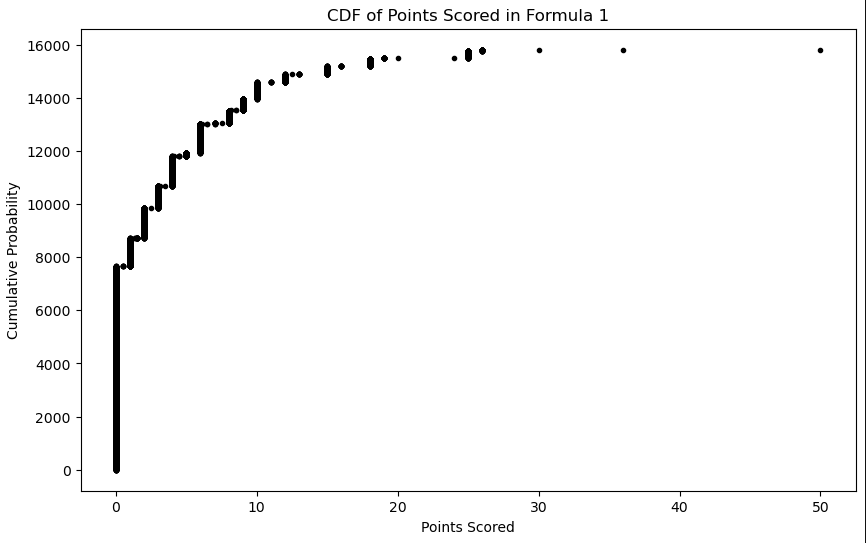 CDF of Points Scored in Formula 1
16000
14000
12000
10000
8000
6000
4000
2000
0
Cumulative Probability
0 10 20 30 40 50
Points Scored